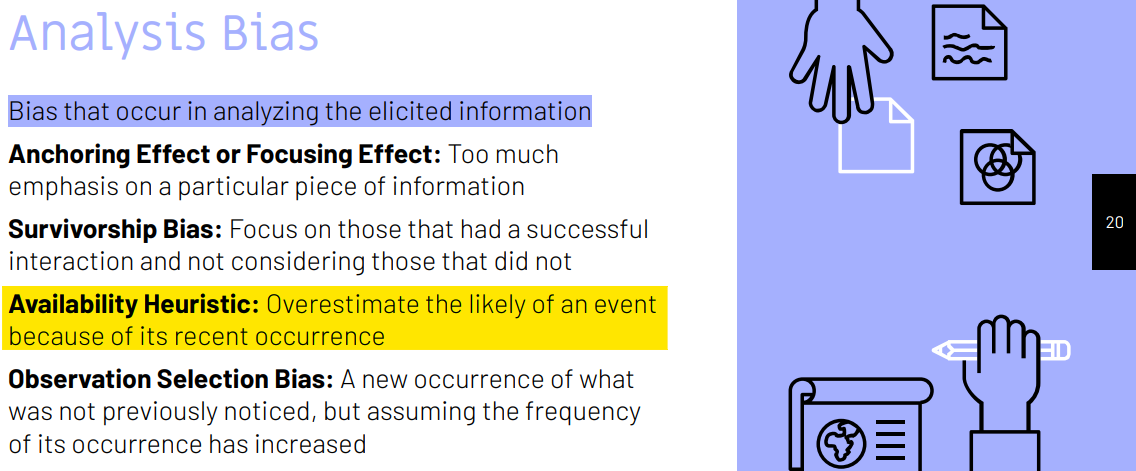 Analysis Bias
Bias that occur in analyzing the elicited information
Anchoring Effect or Focusing Effect: Too much
emphasis on a particular piece of information
Survivorship Bias: Focus on those that had a successful
interaction and not considering those that did not
Availability Heuristic: Overestimate the likely of an event
because of its recent occurrence
Observation Selection Bias: A new occurrence of what
was not previously noticed, but assuming the frequency
of its occurrence has increased
20